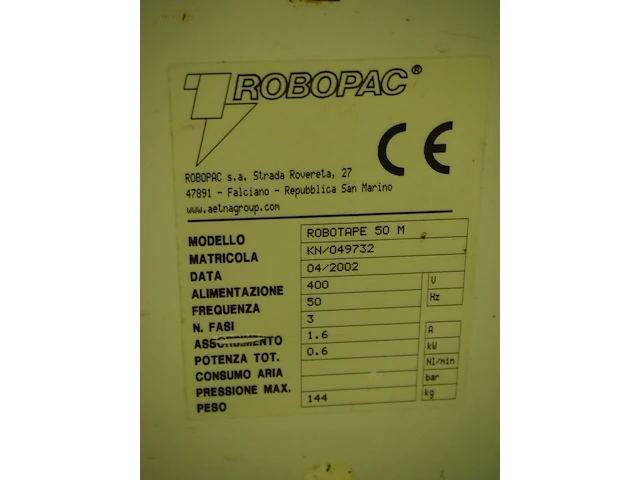 ROBOPAC®
CE
ROBOPAC s.a. Strada Rovereta, 27
47891 - Falciano - Repubblica San Marino
www.aetnagroup.com
MODELLO ROBOTAPE 50 M
MATRICOLA KN/049732
DATA 04/2002
ALIMENTAZIONE 400 V
FREQUENZA 50 Hz
N. FASI 3
ASSORBIMENTO 1.6 A
POTENZA TOT. 0.6 kW
CONSUMO ARIA Nl/min
PRESSIONE MAX. bar
PESO 144 kg